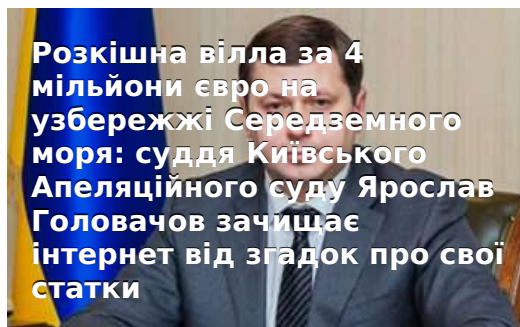 Розкішна вілла за 4
мільйони євро на
узбережжі Середземного
моря: суддя Київського
Апеляційного суду Ярослав
Головачов зачищає
інтернет від згадок про свої
статки